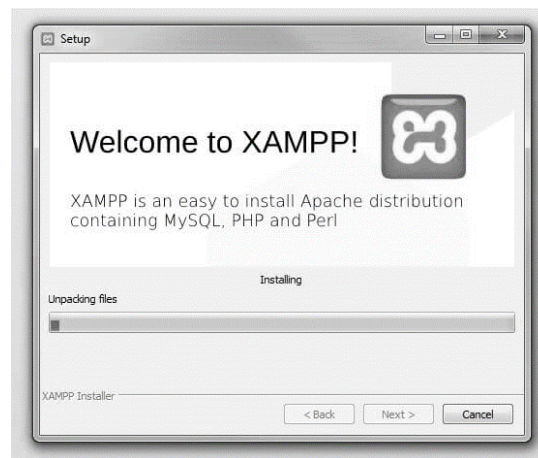 Setup
Welcome to XAMPP!
XAMPP is an easy to install Apache distribution
containing MySQL, PHP and Perl
Installing
Unpacking files
XAMPP Installer
< Back
Next >
Cancel